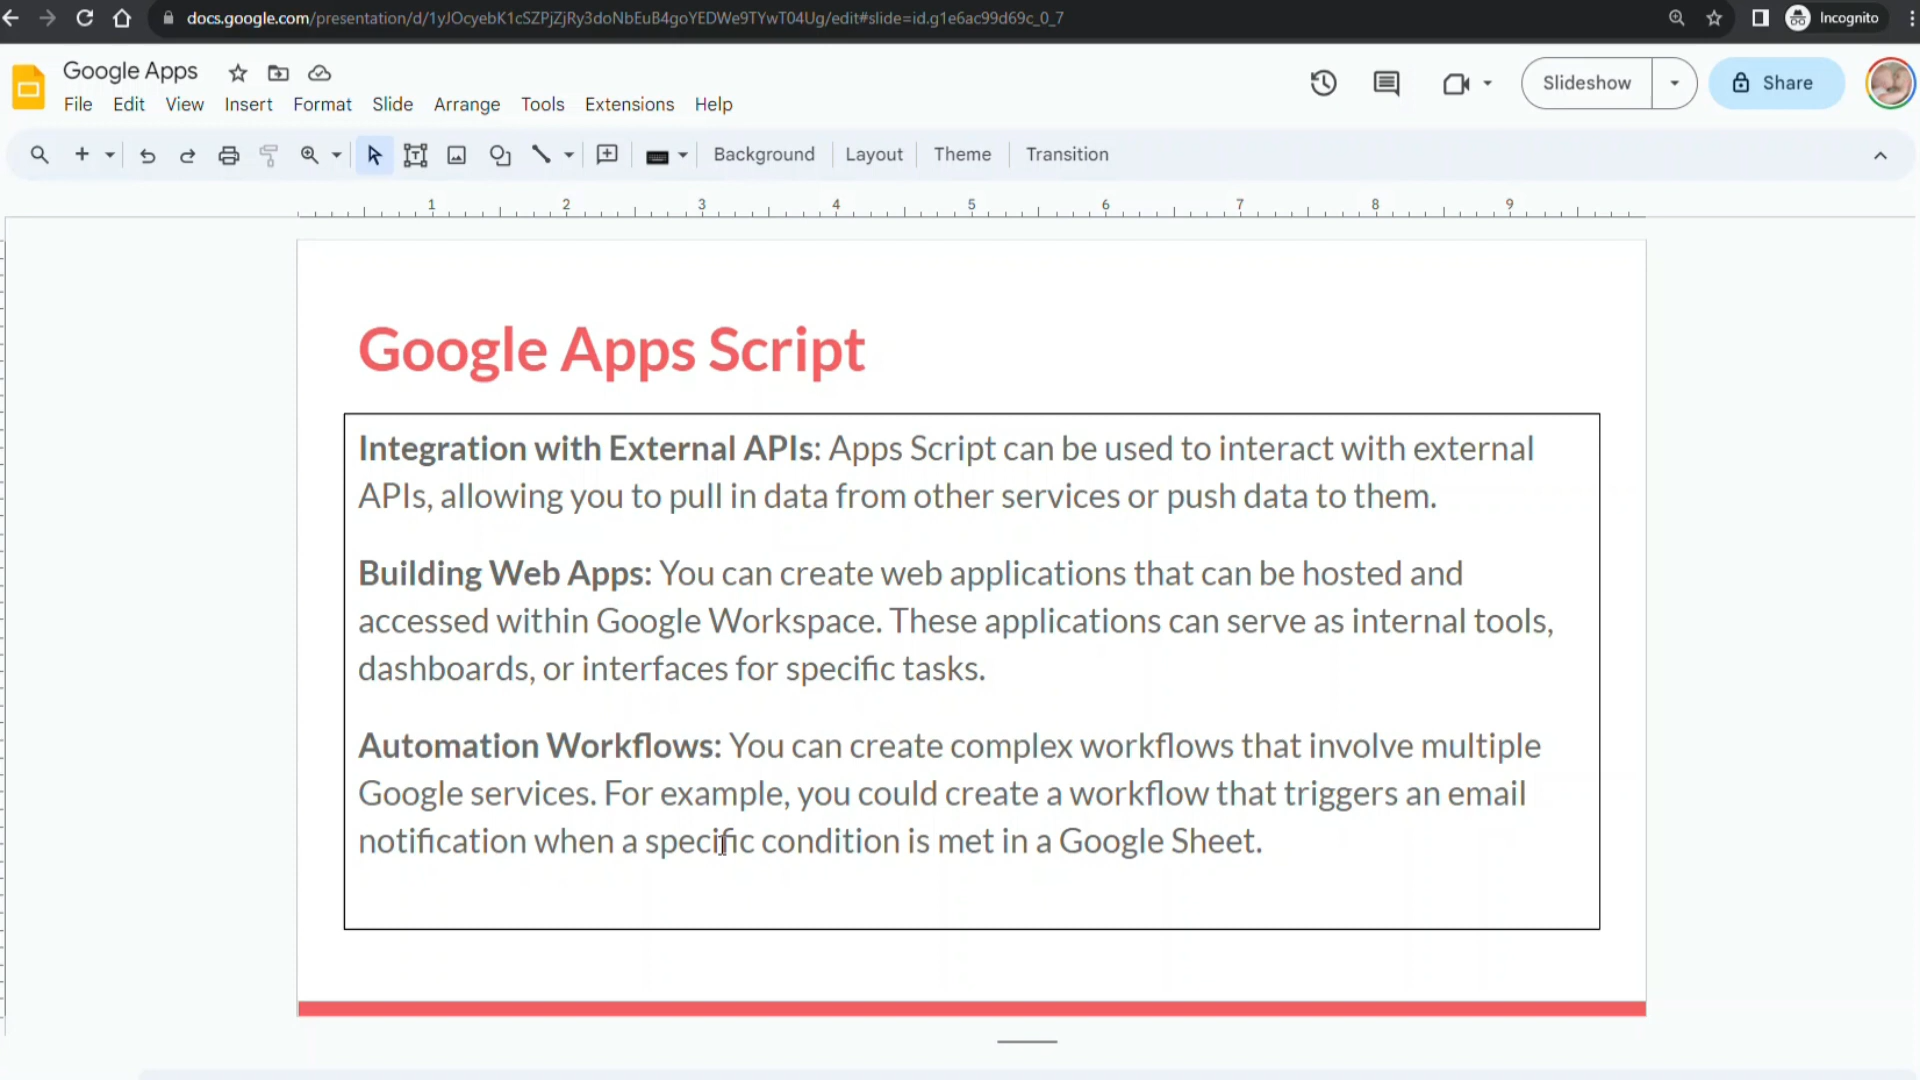 docs.google.com/presentation/d/1yJOcyebK1cSZPjZjRy3doNbEuB4goYEDWe9TYwT04Ug/edit#slide=id.g1e6ac99d69c_0_7
Incognito
Google Apps
File Edit View Insert Format Slide Arrange Tools Extensions Help
Slideshow
Share
Background Layout Theme Transition
1 2 3 4 5 6 7 8 9
Google Apps Script
Integration with External APIs: Apps Script can be used to interact with external
APIs, allowing you to pull in data from other services or push data to them.
Building Web Apps: You can create web applications that can be hosted and
accessed within Google Workspace. These applications can serve as internal tools,
dashboards, or interfaces for specific tasks.
Automation Workflows: You can create complex workflows that involve multiple
Google services. For example, you could create a workflow that triggers an email
notification when a specific condition is met in a Google Sheet.